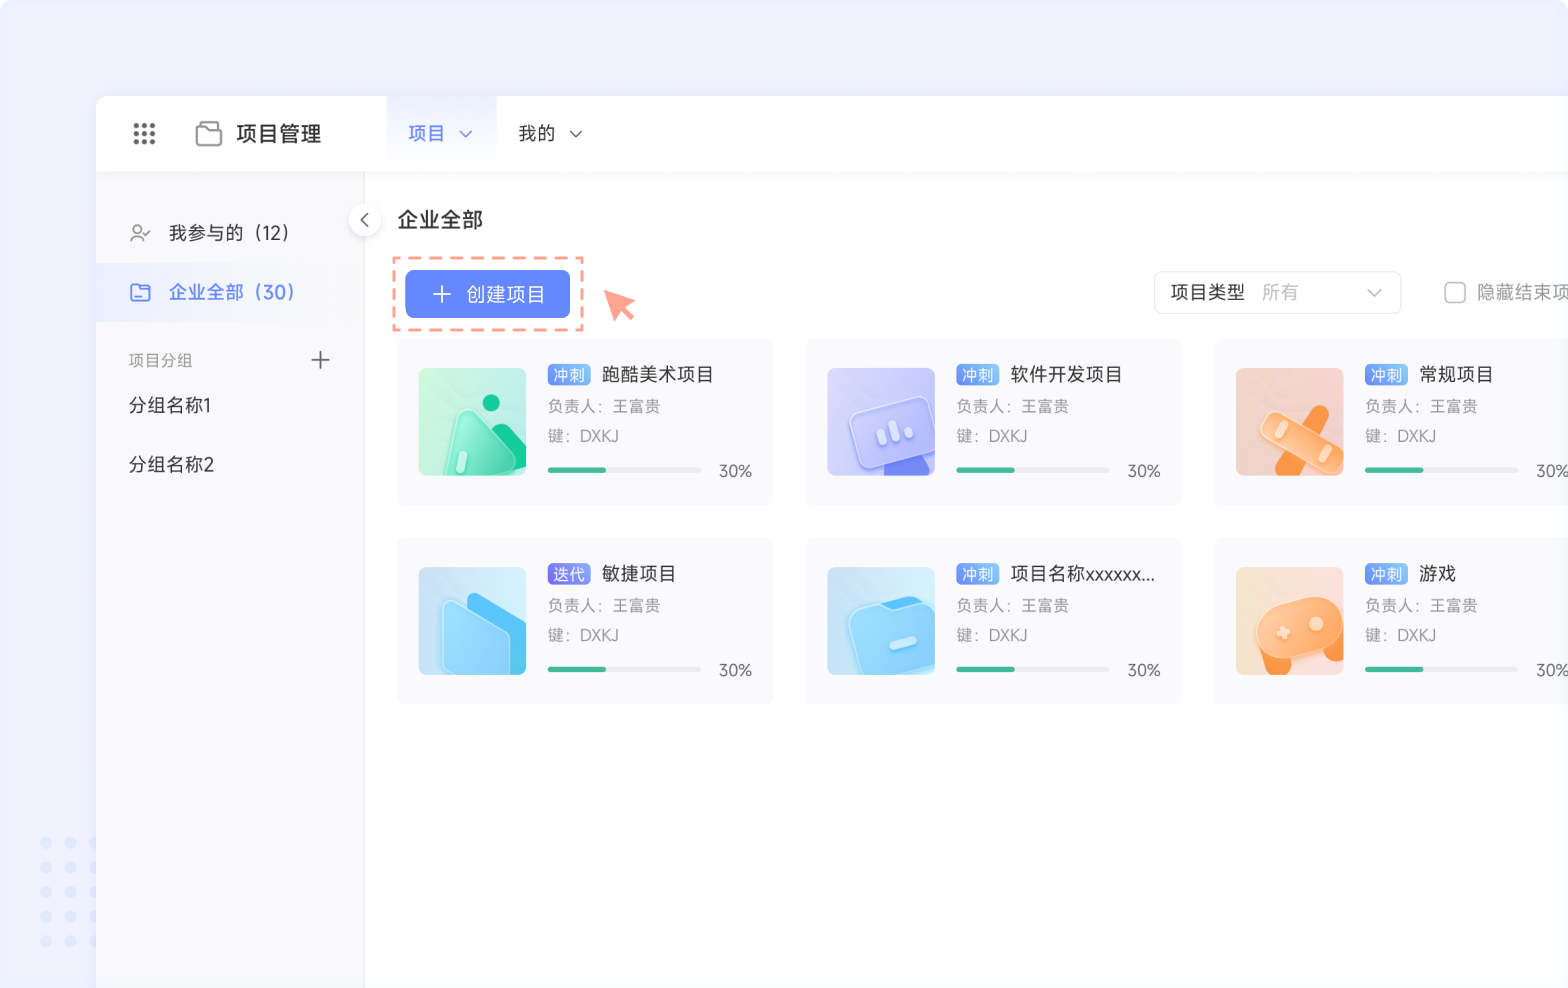 项目管理
项目
我的
我参与的（12）
企业全部（30）
项目分组
分组名称1
分组名称2
企业全部
创建项目
项目类型 所有
隐藏结束项
冲刺 跑酷美术项目
负责人：王富贵
键：DXKJ
30%
冲刺 软件开发项目
负责人：王富贵
键：DXKJ
30%
冲刺 常规项目
负责人：王富贵
键：DXKJ
30%
迭代 敏捷项目
负责人：王富贵
键：DXKJ
30%
冲刺 项目名称xxxxxx...
负责人：王富贵
键：DXKJ
30%
冲刺 游戏
负责人：王富贵
键：DXKJ
30%